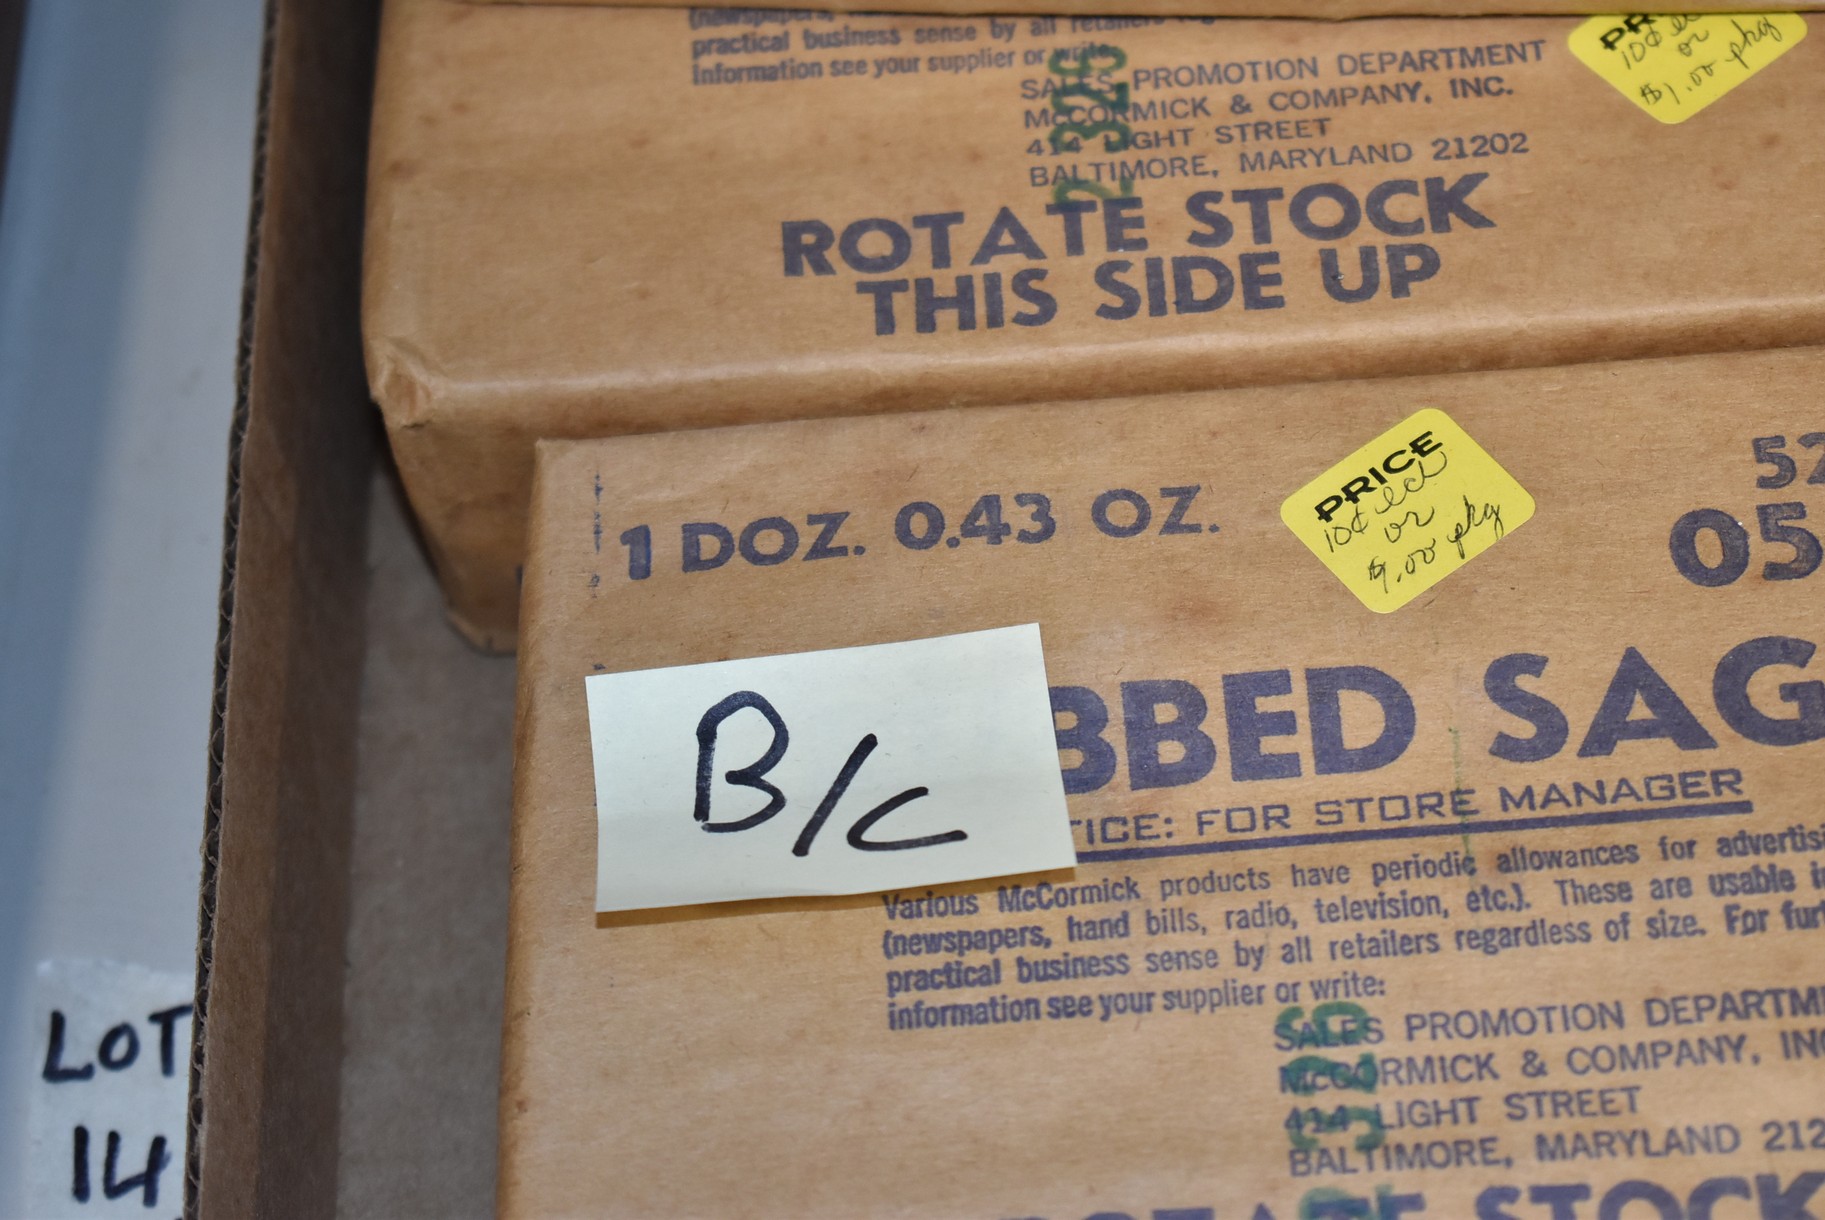 practical business sense by all retailers
information see your supplier or write
SALES PROMOTION DEPARTMENT
McCORMICK & COMPANY, INC.
414 LIGHT STREET
BALTIMORE, MARYLAND 21202
ROTATE STOCK
THIS SIDE UP
10¢ ea
or
$1.00 pkg
1 DOZ. 0.43 OZ.
PRICE
10¢ ea
or
$1.00 pkg
52
05
BBED SAG
B/C
TICE: FOR STORE MANAGER
Various McCormick products have periodic allowances for advertisi
(newspapers, hand bills, radio, television, etc.). These are usable i
practical business sense by all retailers regardless of size. For fur
information see your supplier or write:
SALES PROMOTION DEPARTM
McCORMICK & COMPANY, IN
414 LIGHT STREET
BALTIMORE, MARYLAND 212
ROTATE STOCK
LOT
14